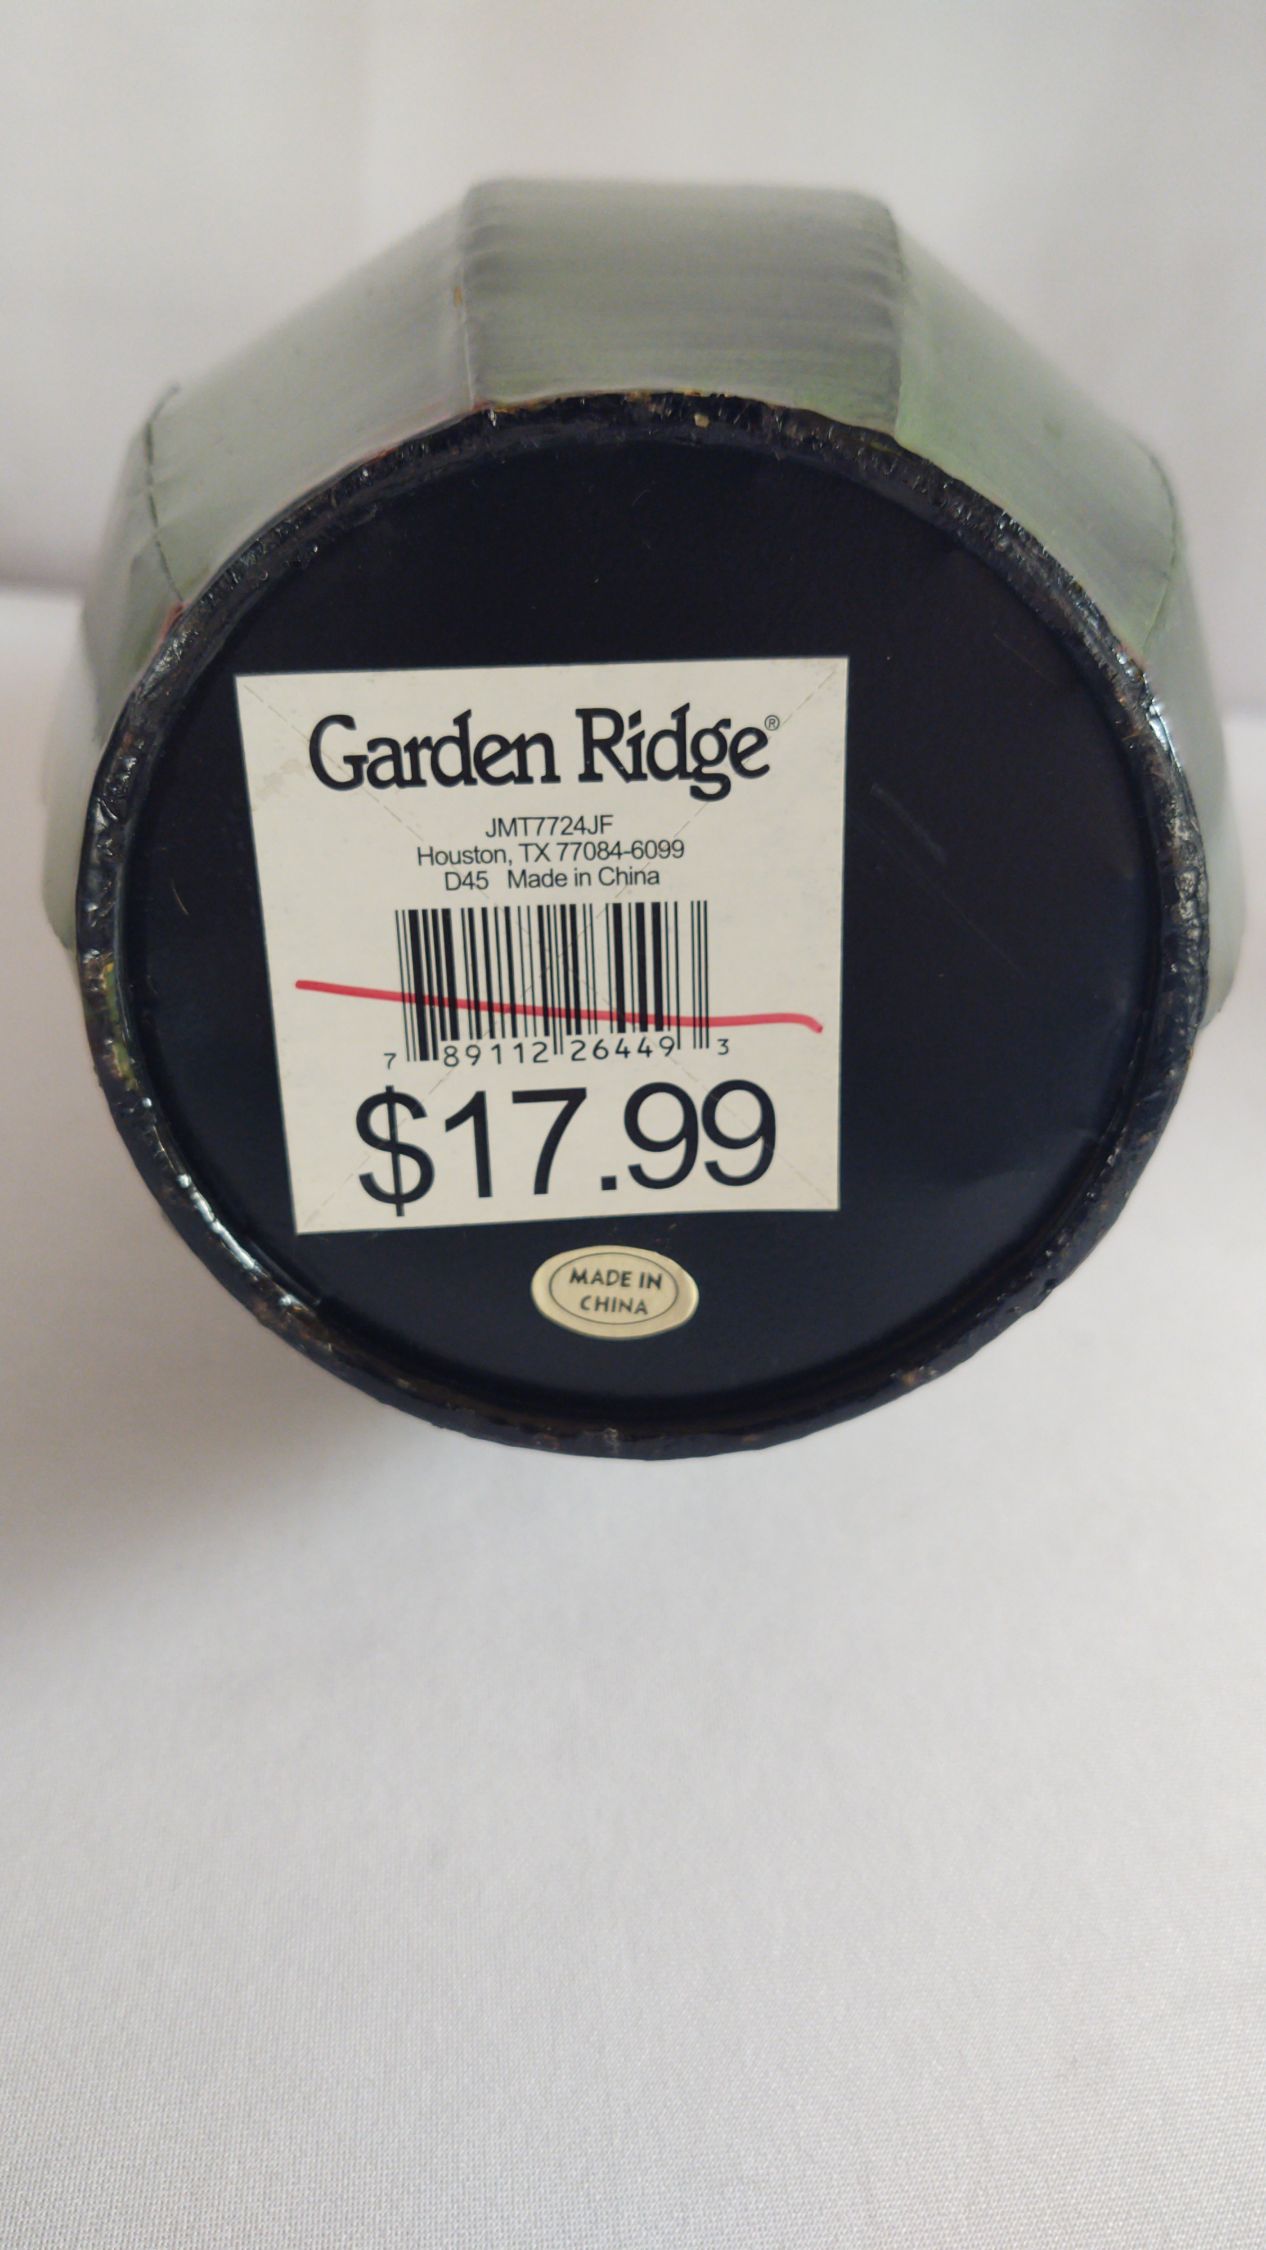 Garden Ridge®
JMT7724JF
Houston, TX 77084-6099
D45 Made in China
7 89112 26449 3
$17.99
MADE IN
CHINA